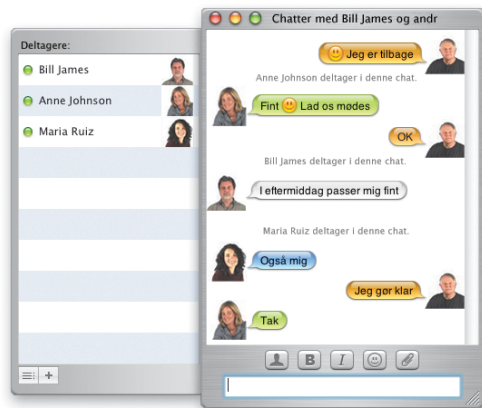 Deltagere:
Bill James
Anne Johnson
Maria Ruiz
Chatter med Bill James og andr
Jeg er tilbage
Anne Johnson deltager i denne chat.
Fint Lad os mødes
OK
Bill James deltager i denne chat.
I eftermiddag passer mig fint
Maria Ruiz deltager i denne chat.
Også mig
Jeg gør klar
Tak
B I